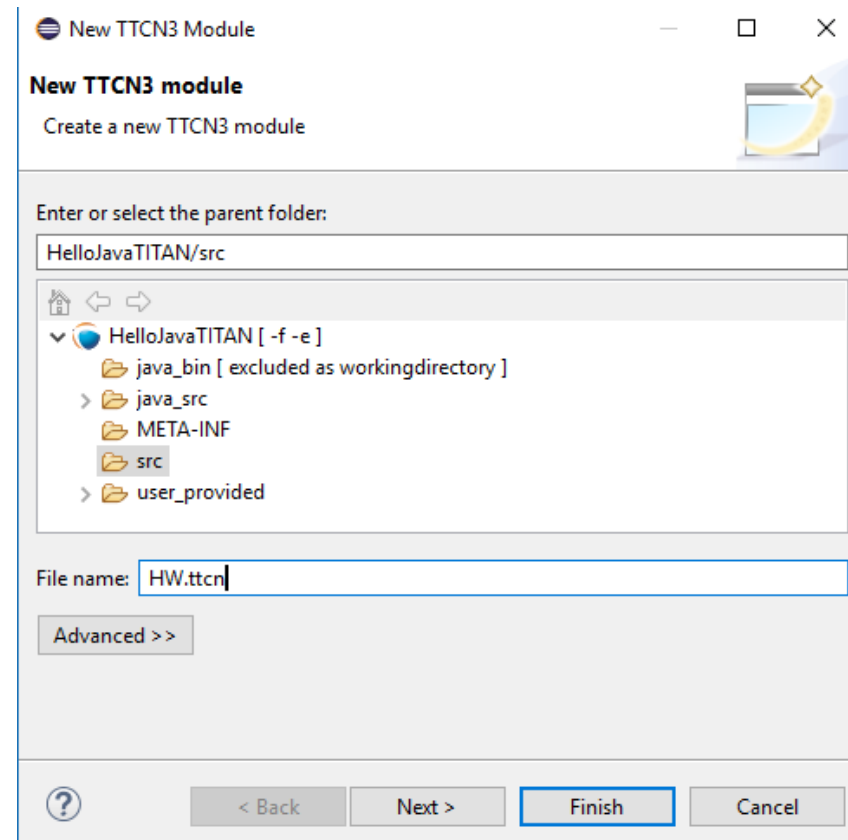 New TTCN3 Module
New TTCN3 module
Create a new TTCN3 module
Enter or select the parent folder:
HelloJavaTITAN/src
HelloJavaTITAN [ -f -e ]
java_bin [ excluded as workingdirectory ]
java_src
META-INF
src
user_provided
File name: HW.ttcn
Advanced >>
? < Back Next > Finish Cancel